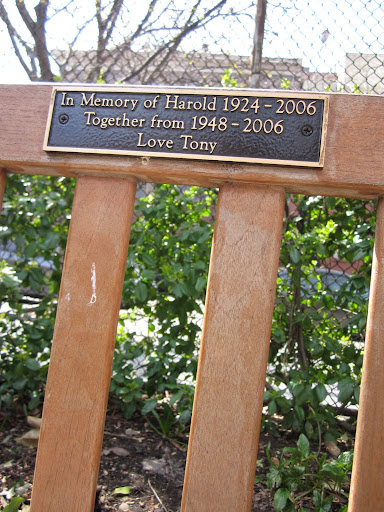 In Memory of Harold 1924 - 2006
Together from 1948 - 2006
Love Tony